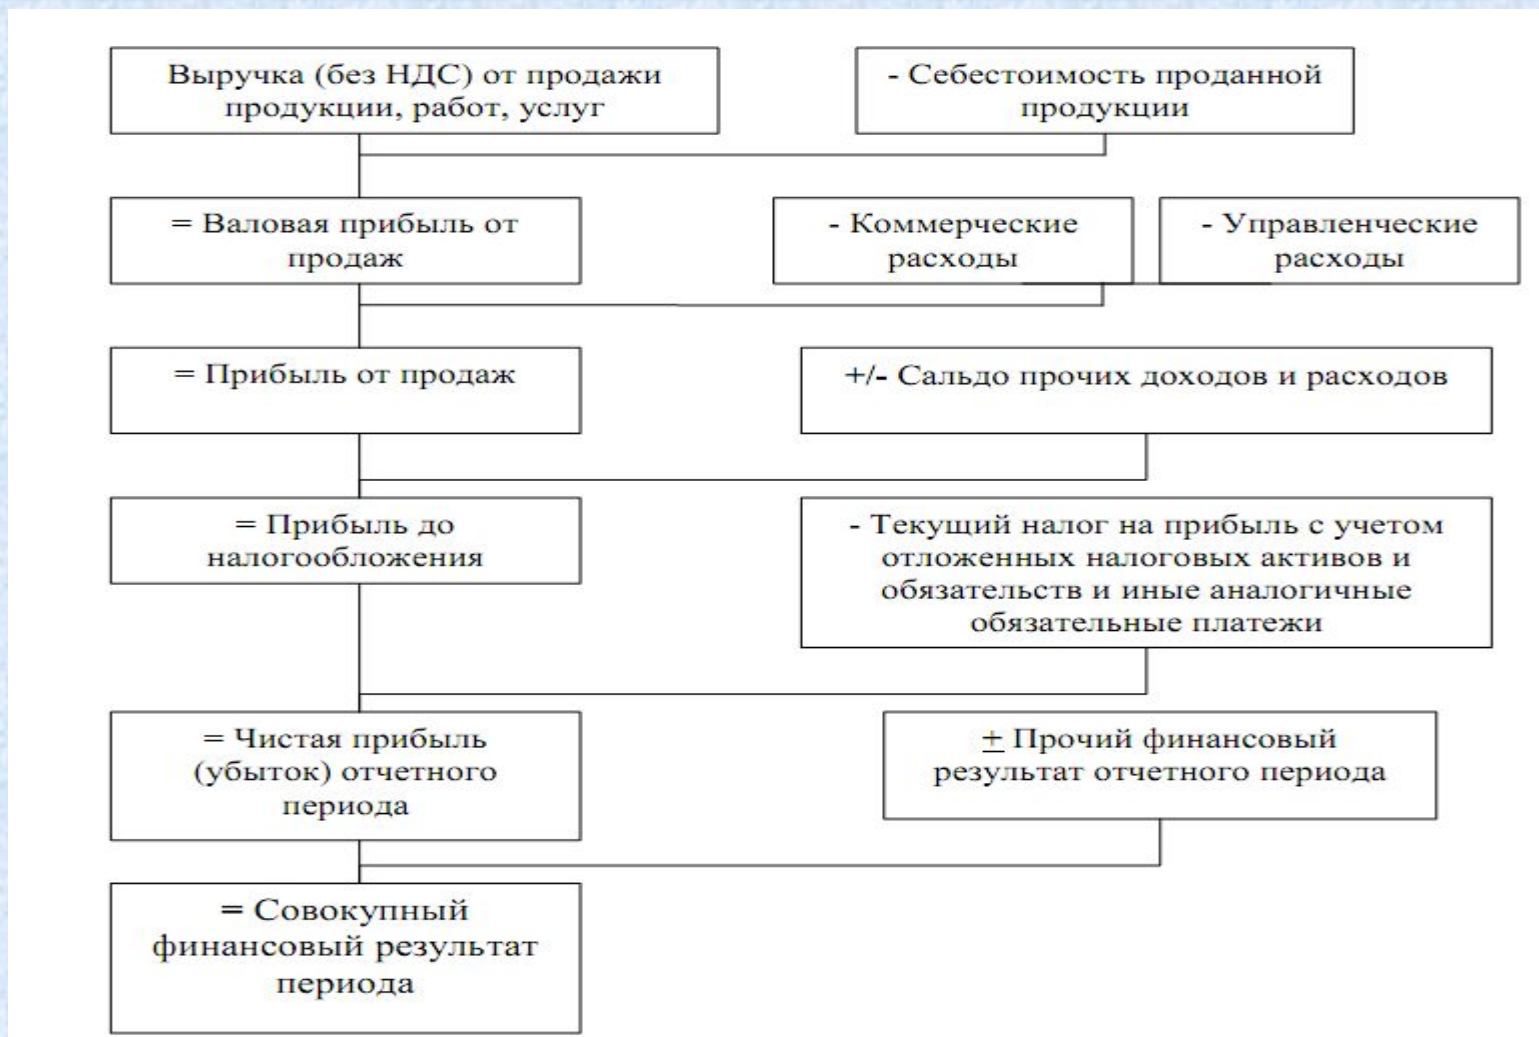 Выручка (без НДС) от продажи
продукции, работ, услуг
- Себестоимость проданной
продукции
= Валовая прибыль от
продаж
- Коммерческие
расходы
- Управленческие
расходы
= Прибыль от продаж
+/- Сальдо прочих доходов и расходов
= Прибыль до
налогообложения
- Текущий налог на прибыль с учетом
отложенных налоговых активов и
обязательств и иные аналогичные
обязательные платежи
= Чистая прибыль
(убыток) отчетного
периода
+ Прочий финансовый
результат отчетного периода
= Совокупный
финансовый результат
периода